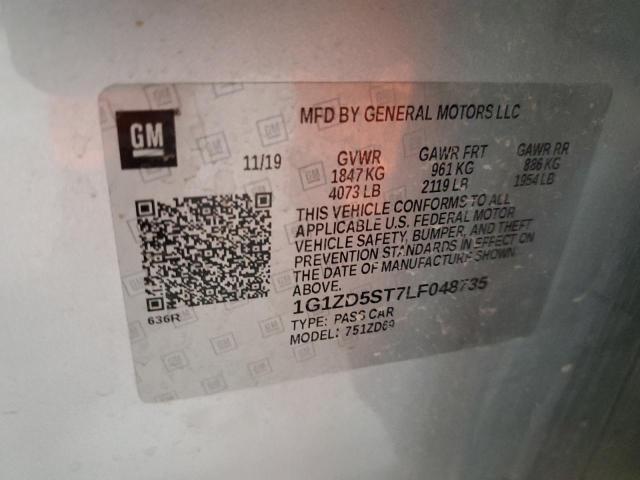 GM
MFD BY GENERAL MOTORS LLC
11/19 GVWR GAWR FRT GAWR RR
1847 KG 961 KG 886 KG
4073 LB 2119 LB 1954 LB
THIS VEHICLE CONFORMS TO ALL
APPLICABLE U.S. FEDERAL MOTOR
VEHICLE SAFETY, BUMPER, AND THEFT
PREVENTION STANDARDS IN EFFECT ON
THE DATE OF MANUFACTURE SHOWN
ABOVE.
1G1ZD5ST7LF048735
TYPE: PASS CAR
MODEL: 751ZD69
636R